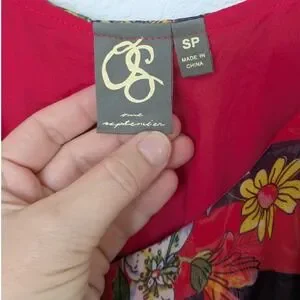 OS
SP
MADE IN
CHINA
one
september